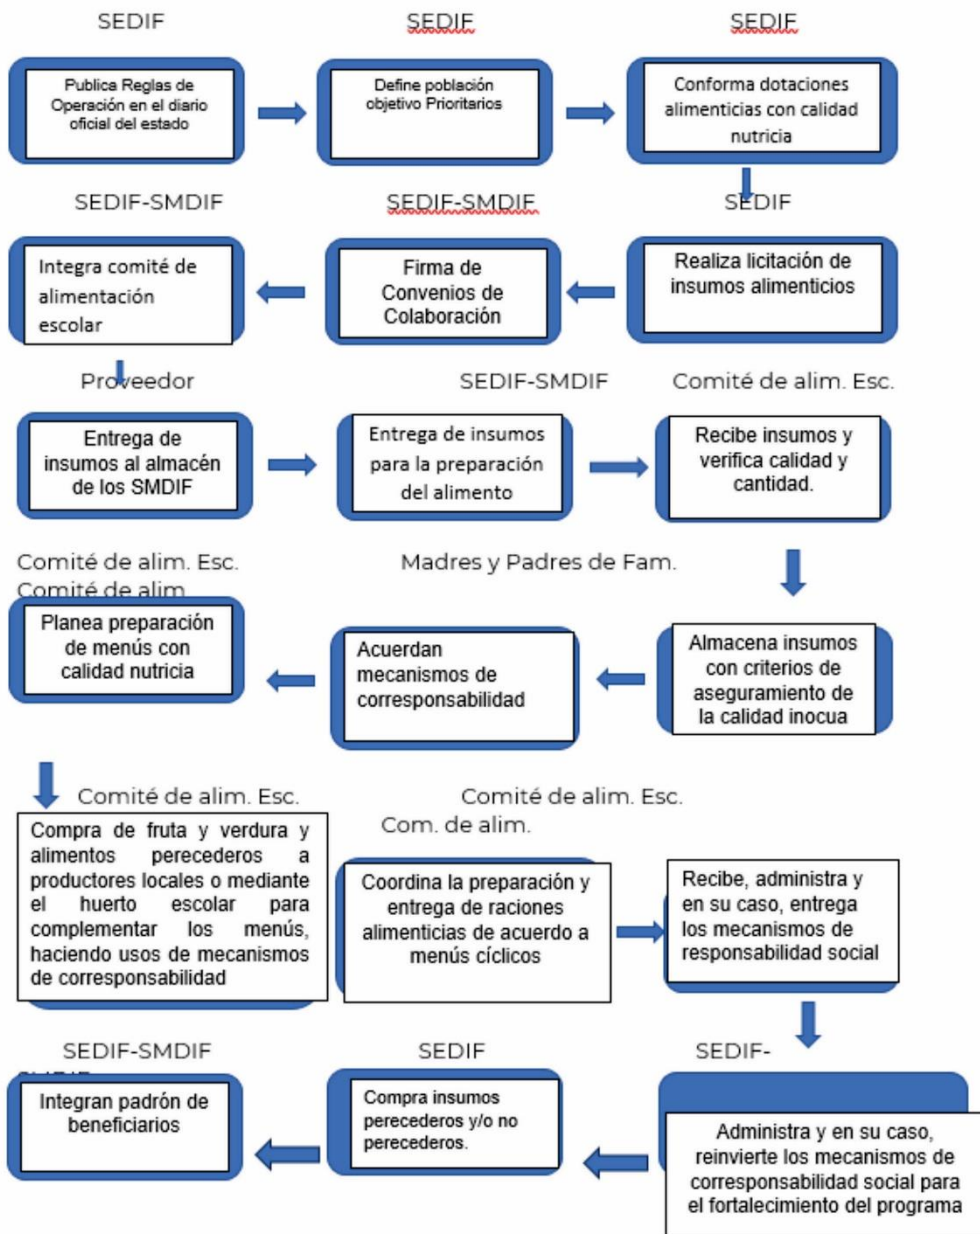 SEDIF
SEDIF
SEDIF
Publica Reglas de
Operación en el diario
oficial del estado
Define población
objetivo Prioritarios
Conforma dotaciones
alimenticias con calidad
nutricia
SEDIF-SMDIF
SEDIF-SMDIF
SEDIF
Integra comité de
alimentación
escolar
Firma de
Convenios de
Colaboración
Realiza licitación de
insumos alimenticios
Proveedor
SEDIF-SMDIF
Comité de alim. Esc.
Entrega de
insumos al almacén
de los SMDIF
Entrega de insumos
para la preparación
del alimento
Recibe insumos y
verifica calidad y
cantidad.
Comité de alim. Esc.
Comité de alim
Madres y Padres de Fam.
Planea preparación
de menús con
calidad nutricia
Acuerdan
mecanismos de
corresponsabilidad
Almacena insumos
con criterios de
aseguramiento de
la calidad inocua
Comité de alim. Esc.
Comité de alim. Esc.
Com. de alim.
Compra de fruta y verdura y
alimentos perecederos a
productores locales o mediante
el huerto escolar para
complementar los menús,
haciendo usos de mecanismos
de corresponsabilidad
Coordina la preparación y
entrega de raciones
alimenticias de acuerdo a
menús cíclicos
Recibe, administra y
en su caso, entrega
los mecanismos de
responsabilidad social
SEDIF-SMDIF
SEDIF
SEDIF-
Integran padrón de
beneficiarios
Compra insumos
perecederos y/o no
perecederos.
Administra y en su caso,
reinvierte los mecanismos de
corresponsabilidad social para
el fortalecimiento del programa